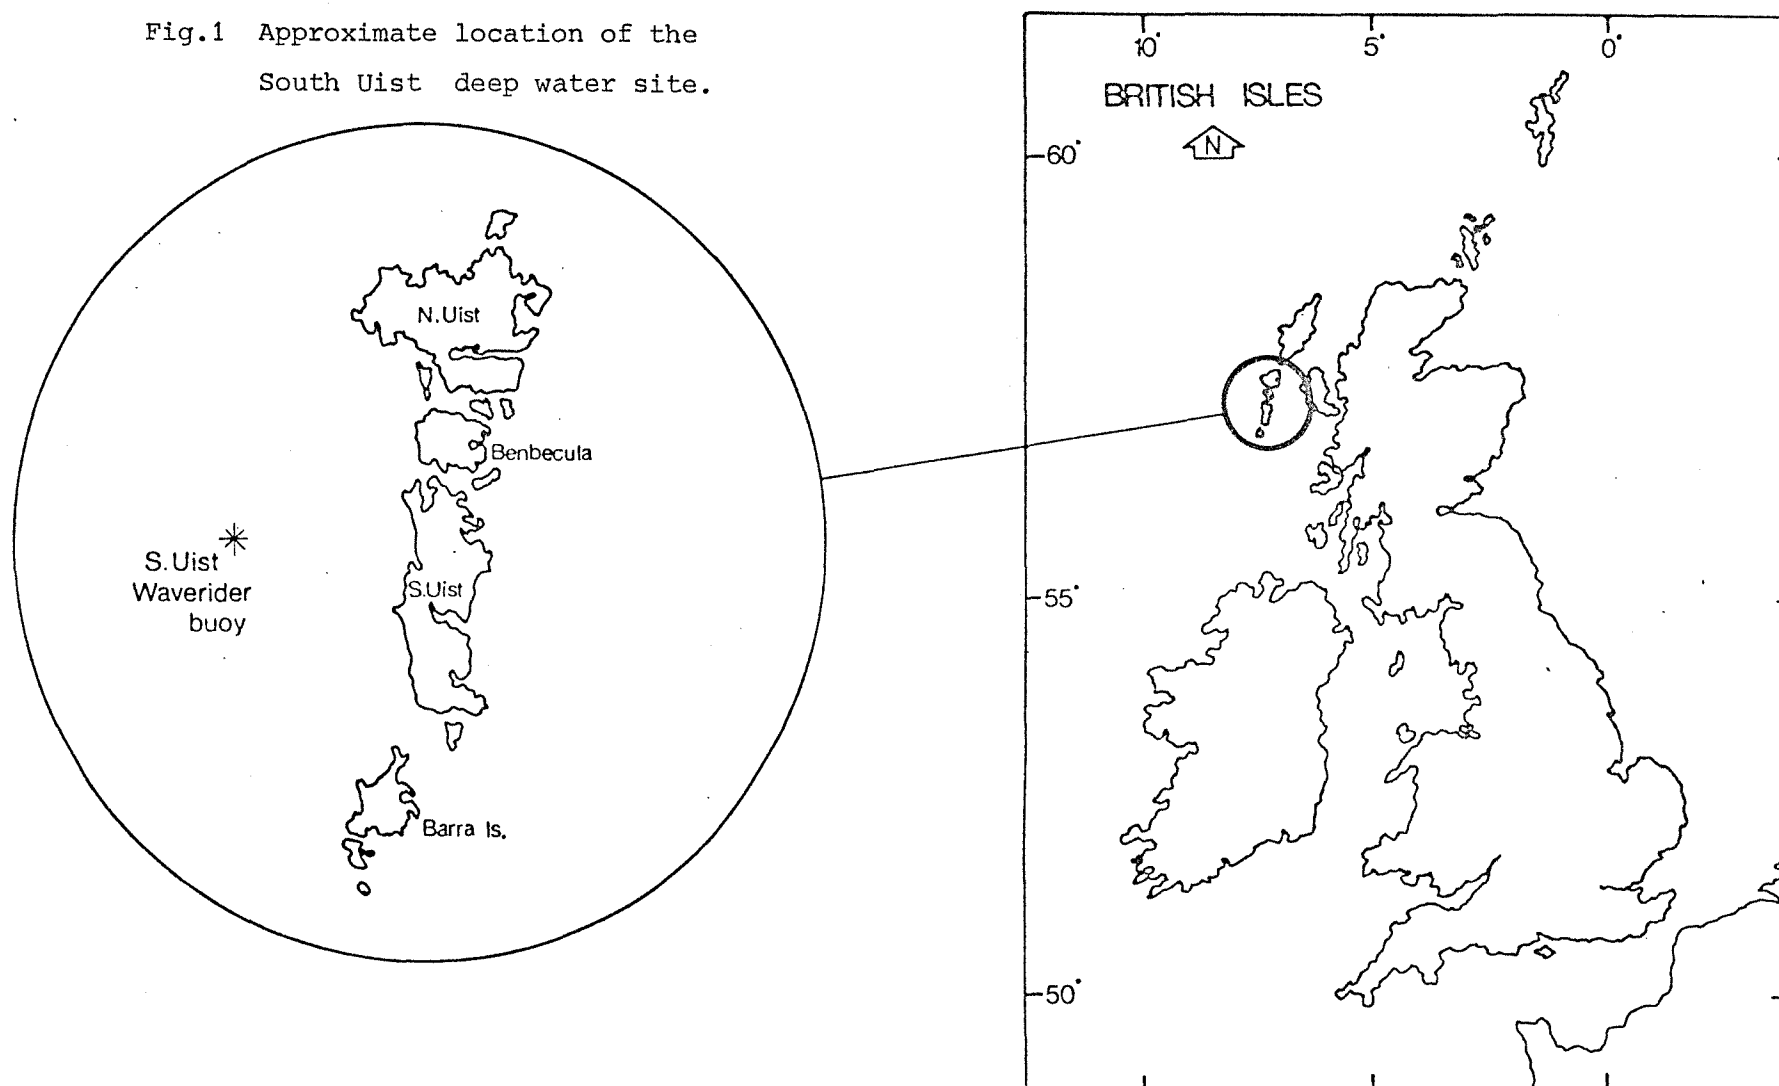 Fig.1 Approximate location of the
South Uist deep water site.
N.Uist
Benbecula
S.Uist
Waverider
buoy
S.Uist
Barra Is.
10°
5°
0°
BRITISH ISLES
N
60°
55°
50°